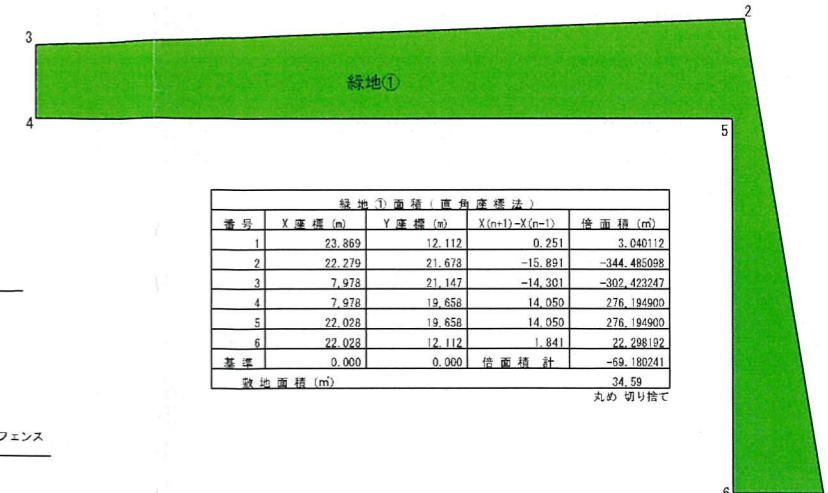 2
3
緑地①
4
5
緑地①面積(直角座標法)
番号 X座標(m) Y座標(m) X(n+1)-X(n-1) 倍面積(㎡)
1 23.869 12.112 0.251 3.040112
2 22.279 21.678 -15.891 -344.485098
3 7.978 21.147 -14.301 -302.423247
4 7.978 19.658 14.050 276.194900
5 22.028 19.658 14.050 276.194900
6 22.028 12.112 1.841 22.298192
基準 0.000 0.000 倍面積計 -69.180241
敷地面積(㎡) 34.59
丸め 切り捨て
フェンス
6